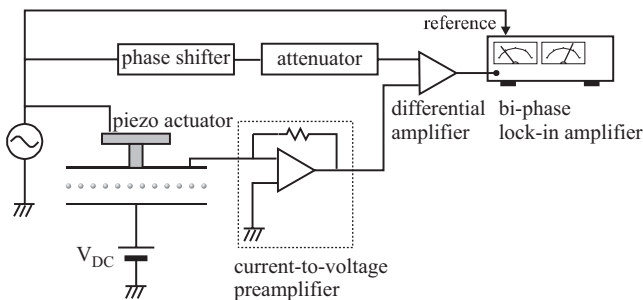 reference
phase shifter
attenuator
differential
amplifier
bi-phase
lock-in amplifier
piezo actuator
V_DC
current-to-voltage
preamplifier